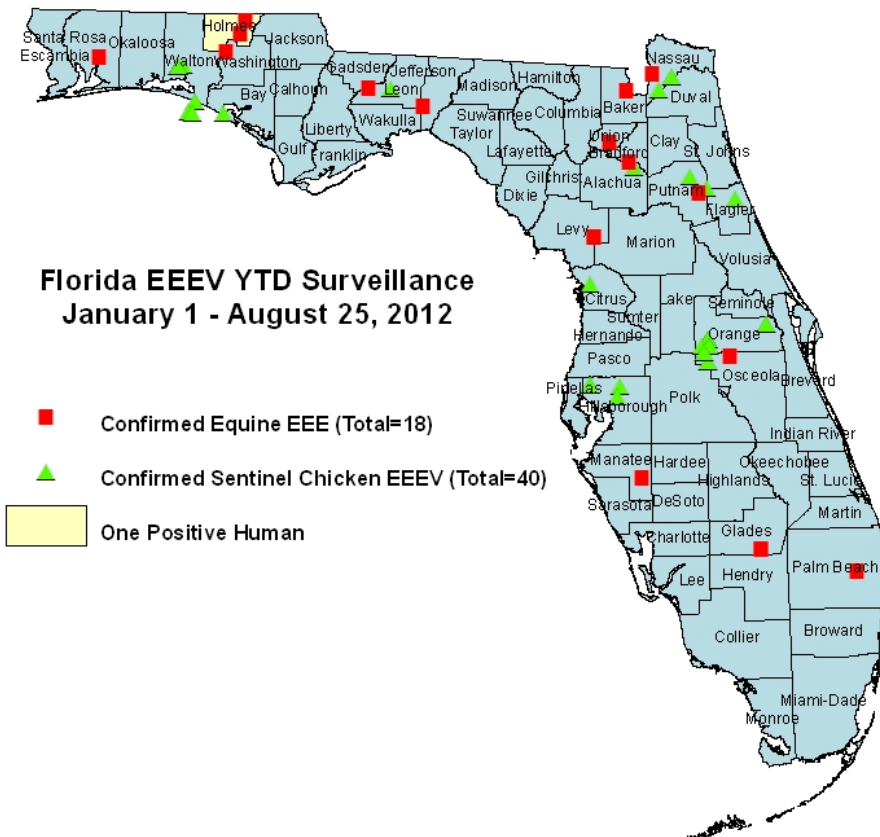 Holmes
Jackson
Santa Rosa
Okaloosa
Escambia
Walton
Washington
Bay
Calhoun
Gulf
Liberty
Franklin
Gadsden
Jefferson
Leon
Wakulla
Madison
Hamilton
Suwannee
Columbia
Taylor
Lafayette
Baker
Nassau
Duval
Union
Bradford
Clay
St. Johns
Gilchris
Alachua
Putnam
Dixie
Flagler
Levy
Marion
Volusia
Citrus
Lake
Seminole
Sumter
Hernando
Orange
Pasco
Osceola
Brevard
Pinellas
Hillsborough
Polk
Indian River
Manatee
Hardee
Okeechobee
Highlands
St. Lucie
Sarasota
DeSoto
Martin
Charlotte
Glades
Lee
Hendry
Palm Beach
Collier
Broward
Miami-Dade
Monroe
Florida EEEV YTD Surveillance
January 1 - August 25, 2012
Confirmed Equine EEE (Total=18)
Confirmed Sentinel Chicken EEEV (Total=40)
One Positive Human